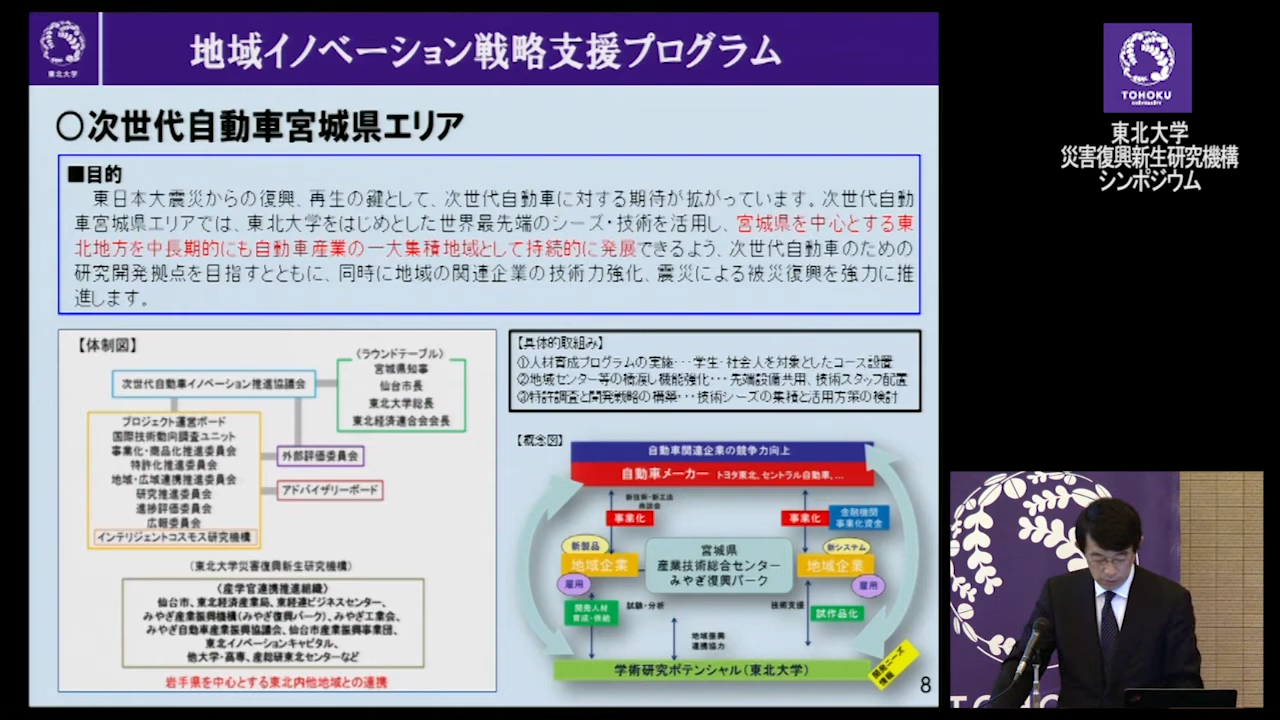 東北大学
地域イノベーション戦略支援プログラム
〇次世代自動車宮城県エリア
■目的
東日本大震災からの復興、再生の鍵として、次世代自動車に対する期待が拡がっています。次世代自動
車宮城県エリアでは、東北大学をはじめとした世界最先端のシーズ・技術を活用し、宮城県を中心とする東
北地方を中長期的にも自動車産業の一大集積地域として持続的に発展できるよう、次世代自動車のための
研究開発拠点を目指すとともに、同時に地域の関連企業の技術力強化、震災による被災復興を強力に推
進します。
【体制図】
次世代自動車イノベーション推進協議会
〈ラウンドテーブル〉
宮城県知事
仙台市長
東北大学総長
東北経済連合会会長
プロジェクト運営ボード
国際技術動向調査ユニット
事業化・商品化推進委員会
特許化推進委員会
地域・広域連携推進委員会
研究推進委員会
進捗評価委員会
広報委員会
インテリジェントコスモス研究機構
外部評価委員会
アドバイザリーボード
(東北大学災害復興新生研究機構)
〈産学官連携推進組織〉
仙台市、東北経済産業局、東経連ビジネスセンター、
みやぎ産業振興機構(みやぎ復興パーク)、みやぎ工業会、
みやぎ自動車産業振興協議会、仙台市産業振興事業団、
東北イノベーションキャピタル、
他大学・高専、産総研東北センターなど
岩手県を中心とする東北内他地域との連携
【具体的取組み】
①人材育成プログラムの実施・・・学生・社会人を対象としたコース設置
②地域センター等の橋渡し機能強化・・・先端設備共用、技術スタッフ配置
③特許調査と開発戦略の構築・・・技術シーズの集積と活用方策の検討
【概念図】
自動車関連企業の競争力向上
自動車メーカー トヨタ東北、セントラル自動車、...
新技術・新工法
商談会
事業化
事業化
金融機関
事業化資金
新製品
地域企業
雇用
宮城県
産業技術総合センター
みやぎ復興パーク
新システム
地域企業
雇用
開発人材
育成・供給
試験・分析
技術支援
試作品化
地域振興
連携協力
学術研究ポテンシャル(東北大学)
開発ニーズ
情報
8
TOHOKU
UNIVERSITY
東北大学
災害復興新生研究機構
シンポジウム